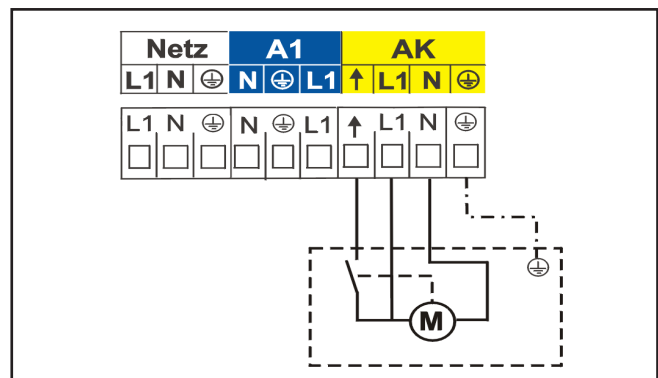 Netz A1 AK
L1 N ⏚ N ⏚ L1 ↑ L1 N ⏚
L1 N ⏚ N ⏚ L1 ↑ L1 N ⏚
M